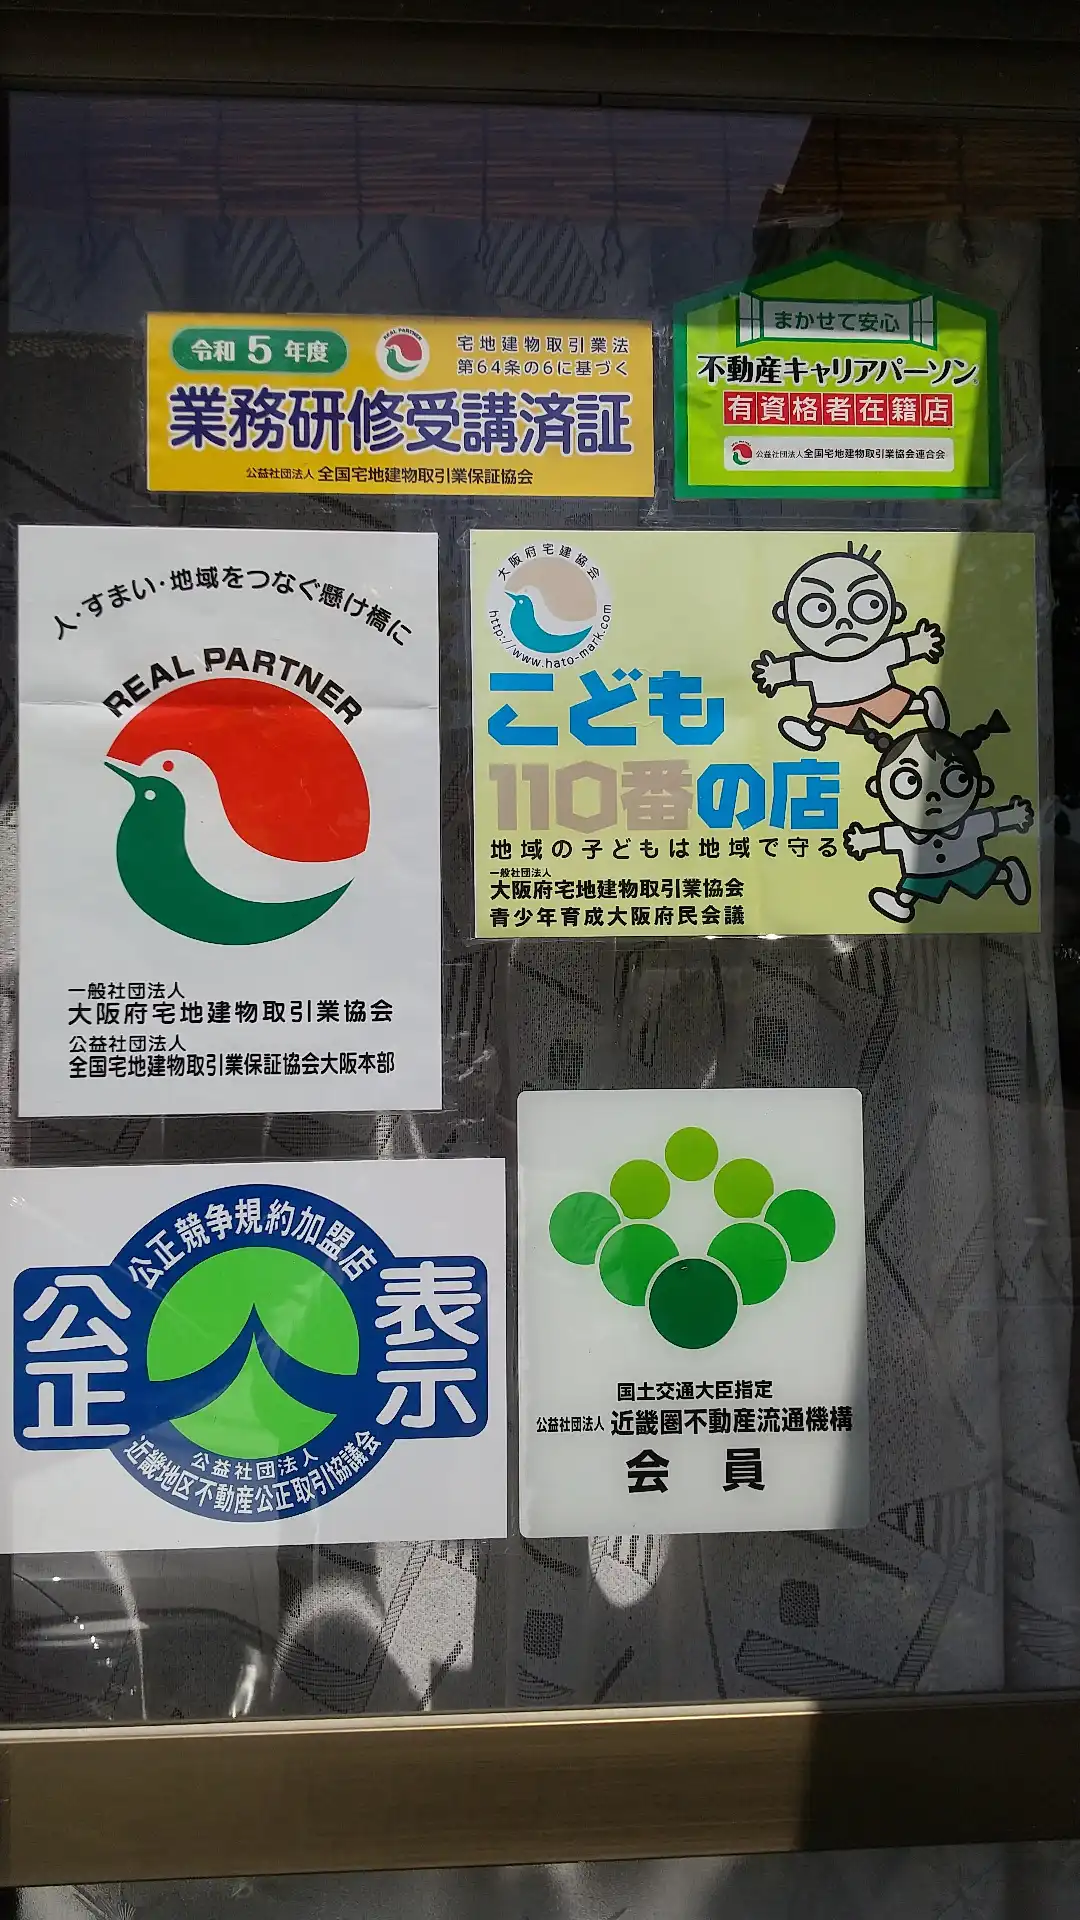 令和 5 年度
REAL PARTNER
宅地建物取引業法
第64条の6に基づく
業務研修受講済証
公益社団法人 全国宅地建物取引業保証協会
まかせて安心
不動産キャリアパーソン®
有資格者在籍店
公益社団法人 全国宅地建物取引業協会連合会
人・すまい・地域をつなぐ懸け橋に
REAL PARTNER
一般社団法人
大阪府宅地建物取引業協会
公益社団法人
全国宅地建物取引業保証協会大阪本部
大阪府宅建協会
http://www.hato-mark.com
こども
110番の店
地域の子どもは地域で守る
一般社団法人
大阪府宅地建物取引業協会
青少年育成大阪府民会議
公正競争規約加盟店
公正
表示
公益社団法人
近畿地区不動産公正取引協議会
国土交通大臣指定
公益社団法人 近畿圏不動産流通機構
会 員